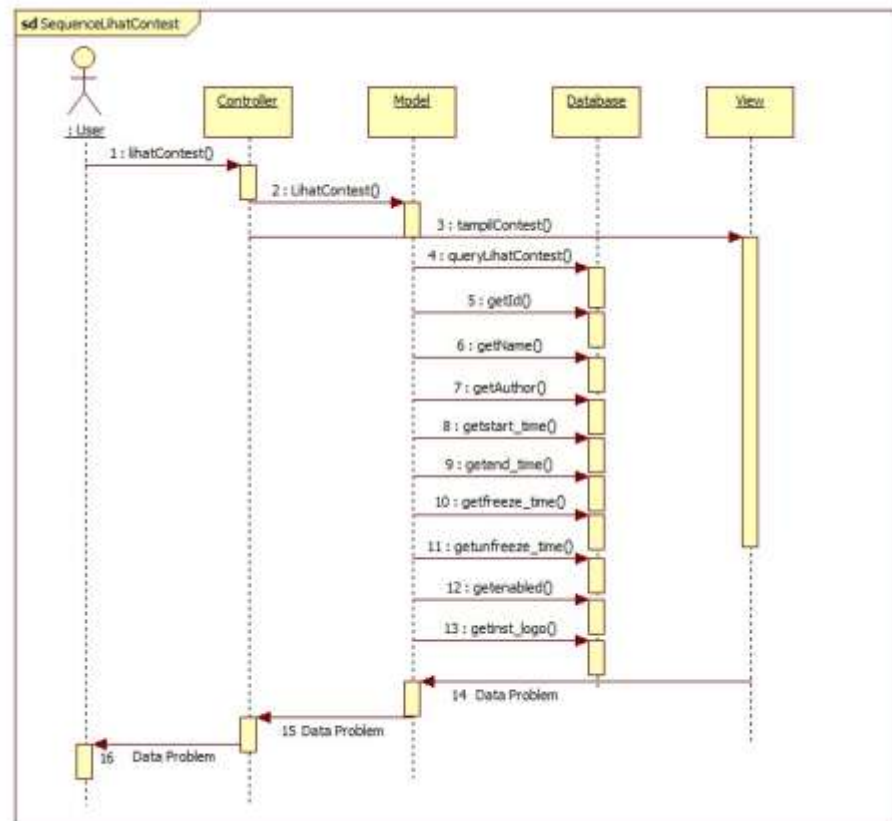 sd SequenceLihatContest
: User
Controller
Model
Database
View
1 : lihatContest()
2 : LihatContest()
3 : tampilContest()
4 : queryLihatContest()
5 : getId()
6 : getName()
7 : getAuthor()
8 : getstart_time()
9 : getend_time()
10 : getfreeze_time()
11 : getunfreeze_time()
12 : getenabled()
13 : getinst_logo()
14 Data Problem
15 Data Problem
16 Data Problem